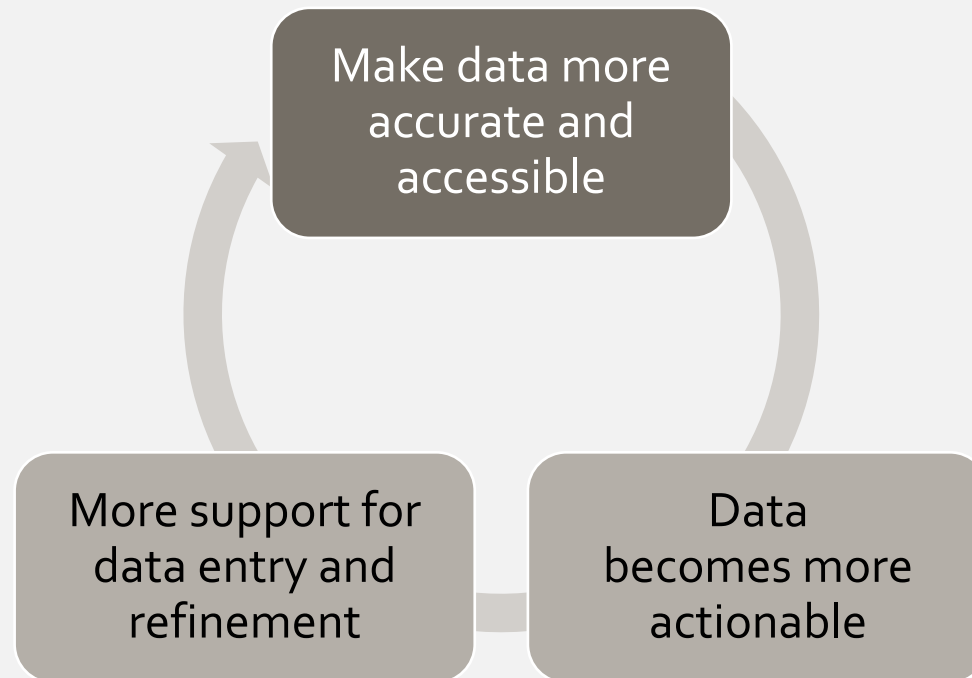 Make data more
accurate and
accessible
Data
becomes more
actionable
More support for
data entry and
refinement